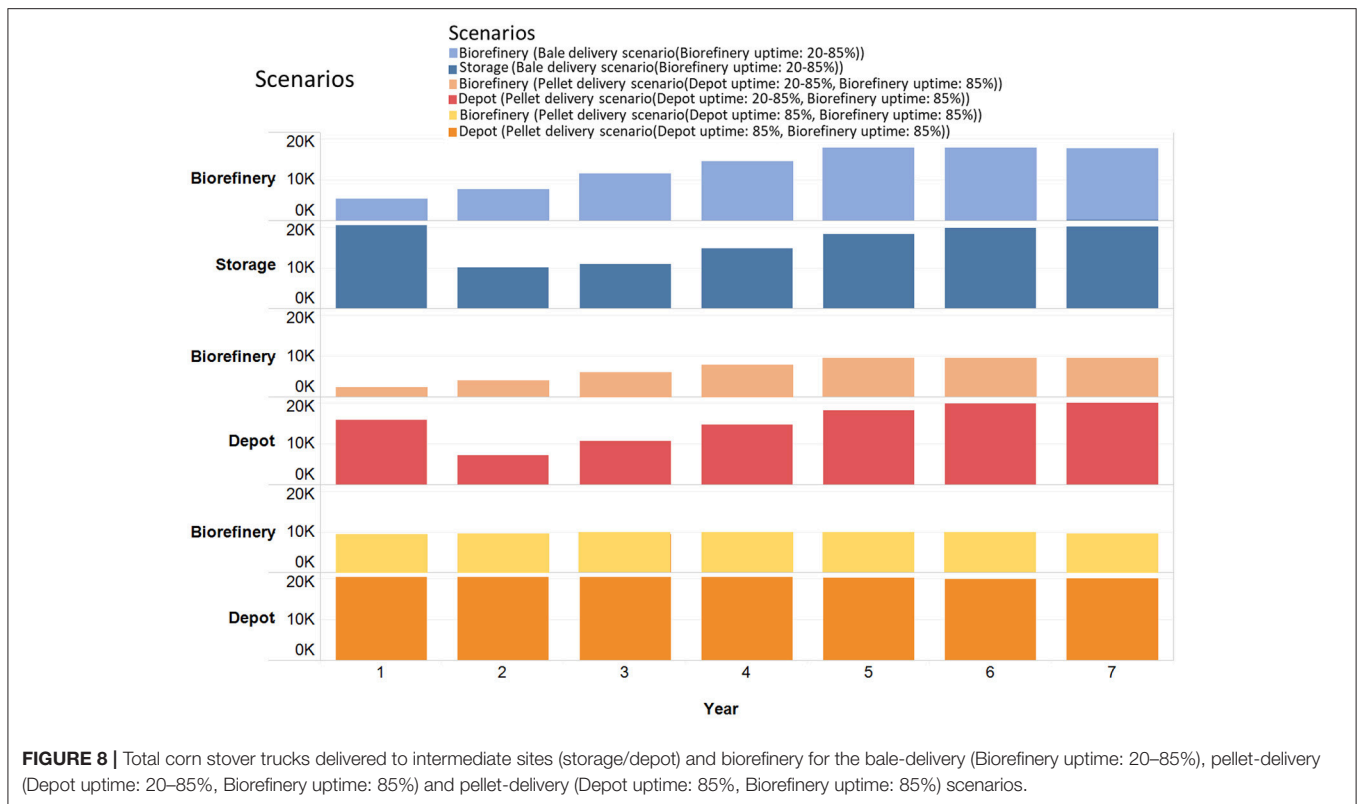 Scenarios
Scenarios
Biorefinery (Bale delivery scenario(Biorefinery uptime: 20-85%))
Storage (Bale delivery scenario(Biorefinery uptime: 20-85%))
Biorefinery (Pellet delivery scenario(Depot uptime: 20-85%, Biorefinery uptime: 85%))
Depot (Pellet delivery scenario(Depot uptime: 20-85%, Biorefinery uptime: 85%))
Biorefinery (Pellet delivery scenario(Depot uptime: 85%, Biorefinery uptime: 85%))
Depot (Pellet delivery scenario(Depot uptime: 85%, Biorefinery uptime: 85%))
20K
Biorefinery 10K
0K
20K
Storage 10K
0K
20K
Biorefinery 10K
0K
20K
Depot 10K
0K
20K
Biorefinery 10K
0K
20K
Depot 10K
0K
1 2 3 4 5 6 7
Year
FIGURE 8 | Total corn stover trucks delivered to intermediate sites (storage/depot) and biorefinery for the bale-delivery (Biorefinery uptime: 20–85%), pellet-delivery
(Depot uptime: 20–85%, Biorefinery uptime: 85%) and pellet-delivery (Depot uptime: 85%, Biorefinery uptime: 85%) scenarios.